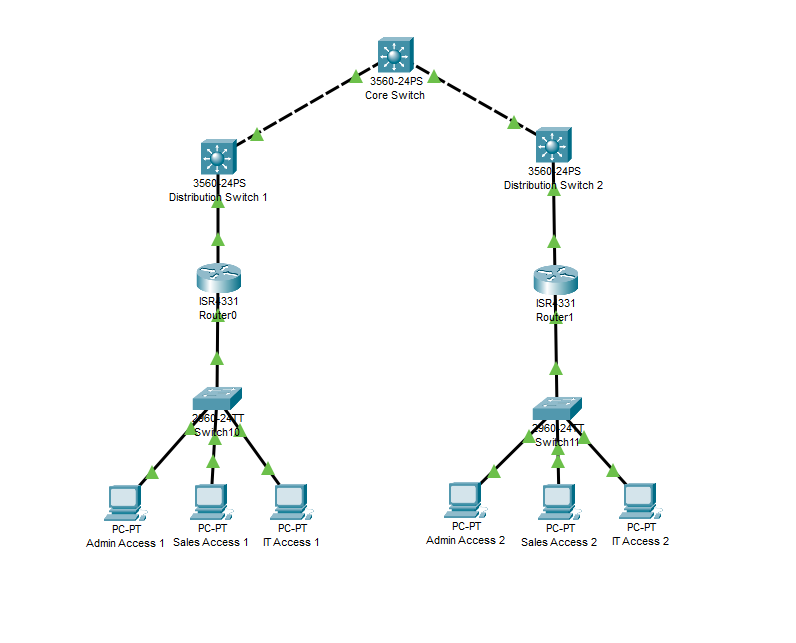 3560-24PS
Core Switch
3560-24PS
Distribution Switch 1
3560-24PS
Distribution Switch 2
ISR4331
Router0
ISR4331
Router1
2960-24TT
Switch10
2960-24TT
Switch11
PC-PT
Admin Access 1
PC-PT
Sales Access 1
PC-PT
IT Access 1
PC-PT
Admin Access 2
PC-PT
Sales Access 2
PC-PT
IT Access 2